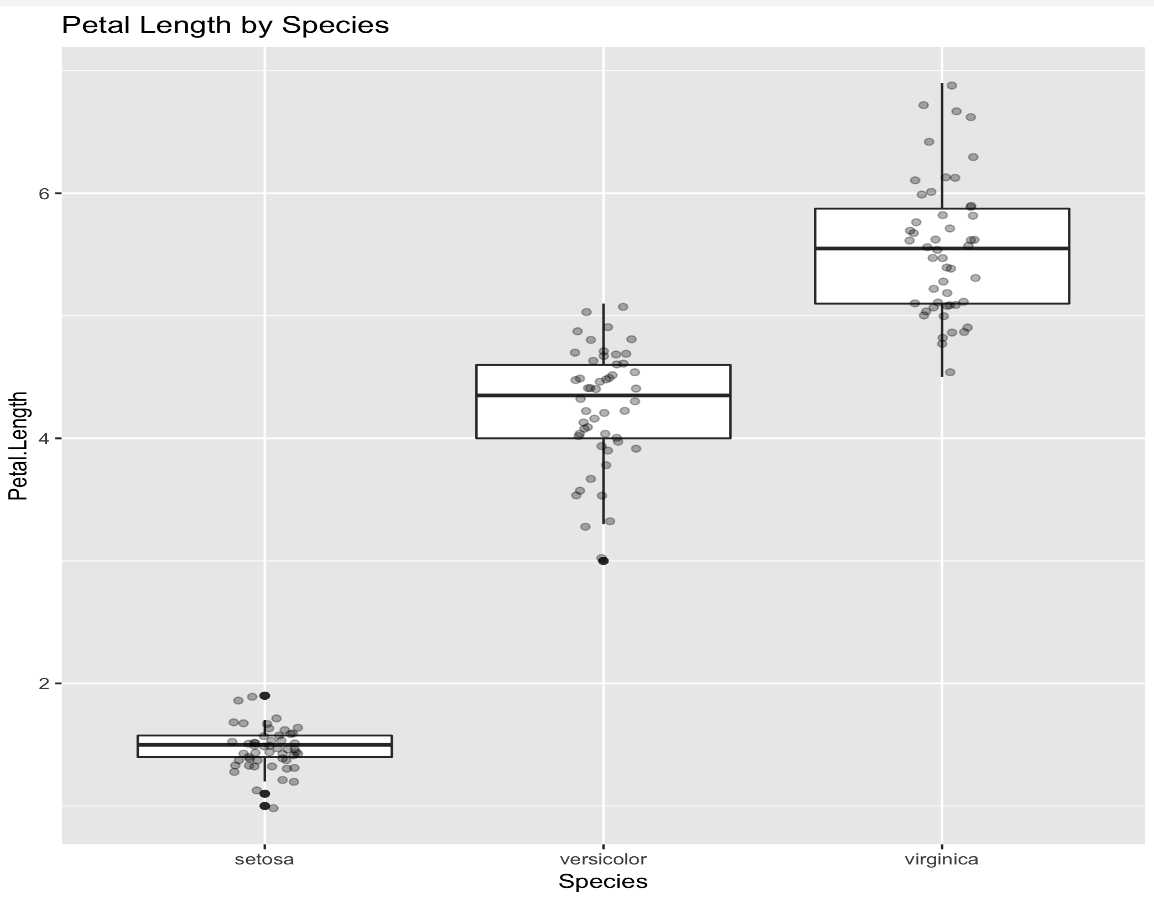 Petal Length by Species
Petal.Length
6
4
2
setosa
versicolor
virginica
Species